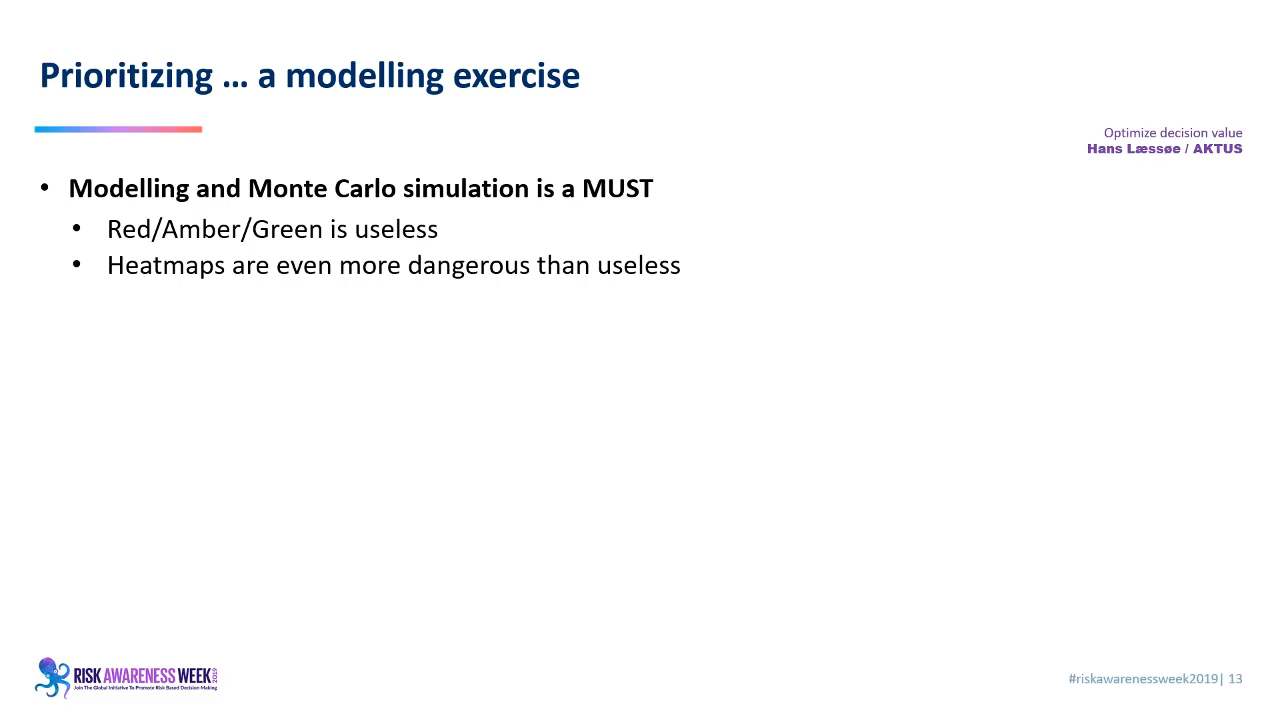 Prioritizing … a modelling exercise
Optimize decision value
Hans Læssøe / AKTUS
• Modelling and Monte Carlo simulation is a MUST
• Red/Amber/Green is useless
• Heatmaps are even more dangerous than useless
RISK AWARENESS WEEK 2019
Join The Global Initiative To Promote Risk Based Decision Making
#riskawarenessweek2019| 13